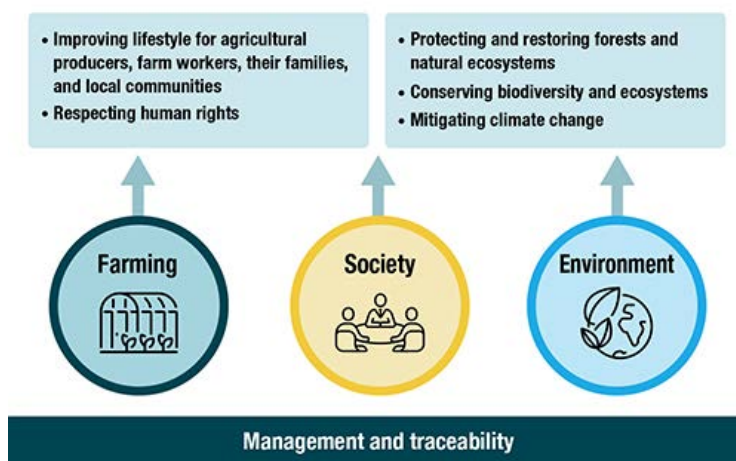 • Improving lifestyle for agricultural
producers, farm workers, their families,
and local communities
• Respecting human rights
• Protecting and restoring forests and
natural ecosystems
• Conserving biodiversity and ecosystems
• Mitigating climate change
Farming
Society
Environment
Management and traceability